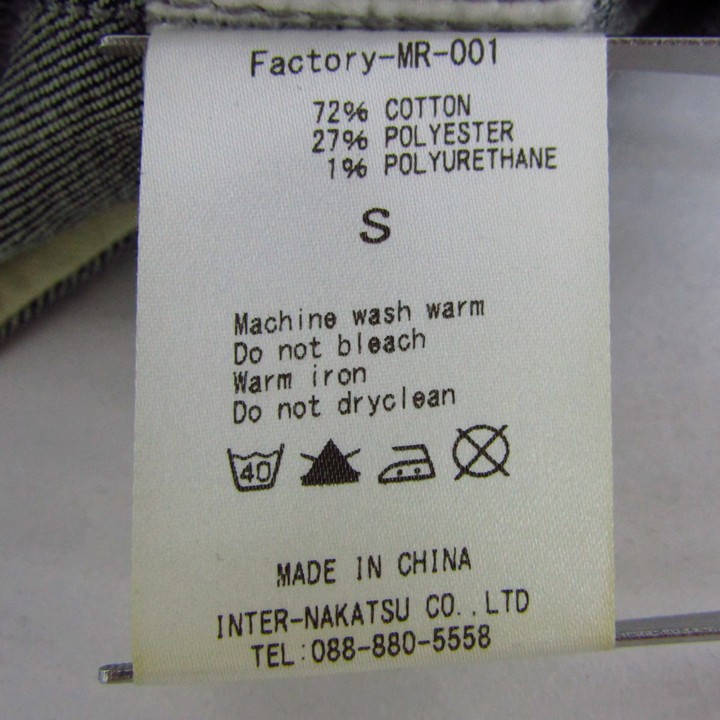 Factory-MR-001
72% COTTON
27% POLYESTER
1% POLYURETHANE
S
Machine wash warm
Do not bleach
Warm iron
Do not dryclean
40
MADE IN CHINA
INTER-NAKATSU CO.,LTD
TEL:088-880-5558